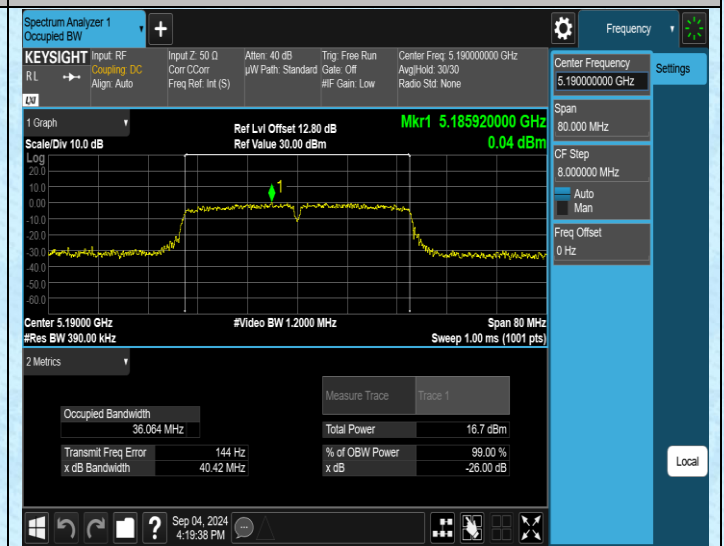 Spectrum Analyzer 1
Occupied BW
+
Frequency
KEYSIGHT
Input: RF
Coupling: DC
Align: Auto
Input Z: 50 Ω
Corr CCorr
Freq Ref: Int (S)
Atten: 40 dB
µW Path: Standard
Trig: Free Run
Gate: Off
#IF Gain: Low
Center Freq: 5.190000000 GHz
Avg|Hold: 30/30
Radio Std: None
RL
LXI
Center Frequency
5.190000000 GHz
Settings
Span
80.000 MHz
CF Step
8.000000 MHz
Auto
Man
Freq Offset
0 Hz
1 Graph
Scale/Div 10.0 dB
Ref Lvl Offset 12.80 dB
Ref Value 30.00 dBm
Mkr1 5.185920000 GHz
0.04 dBm
Log
20.0
10.0
0.00
-10.0
-20.0
-30.0
-40.0
-50.0
-60.0
1
Center 5.19000 GHz
#Res BW 390.00 kHz
#Video BW 1.2000 MHz
Span 80 MHz
Sweep 1.00 ms (1001 pts)
2 Metrics
Measure Trace
Trace 1
Occupied Bandwidth
36.064 MHz
Total Power
16.7 dBm
Transmit Freq Error
144 Hz
% of OBW Power
99.00 %
x dB Bandwidth
40.42 MHz
x dB
-26.00 dB
Local
?
Sep 04, 2024
4:19:38 PM